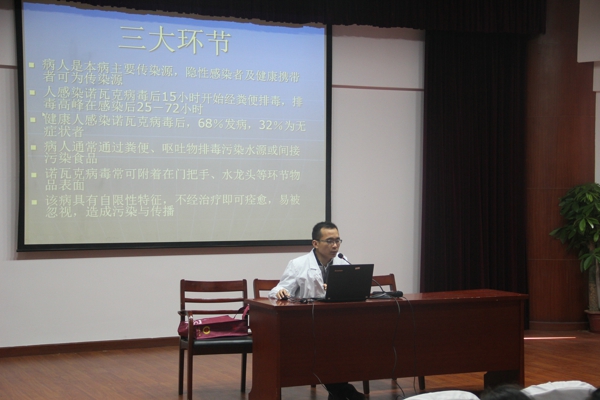 三大环节
病人是本病主要传染源，隐性感染者及健康携带
者可为传染源
人感染诺瓦克病毒后15小时开始经粪便排毒，排
毒高峰在感染后25－72小时
健康人感染诺瓦克病毒后，68%发病，32%为无
症状者
病人通常通过粪便、呕吐物排毒污染水源或间接
污染食品
诺瓦克病毒常可附着在门把手、水龙头等环节物
品表面
该病具有自限性特征，不经治疗即可痊愈，易被
忽视，造成污染与传播